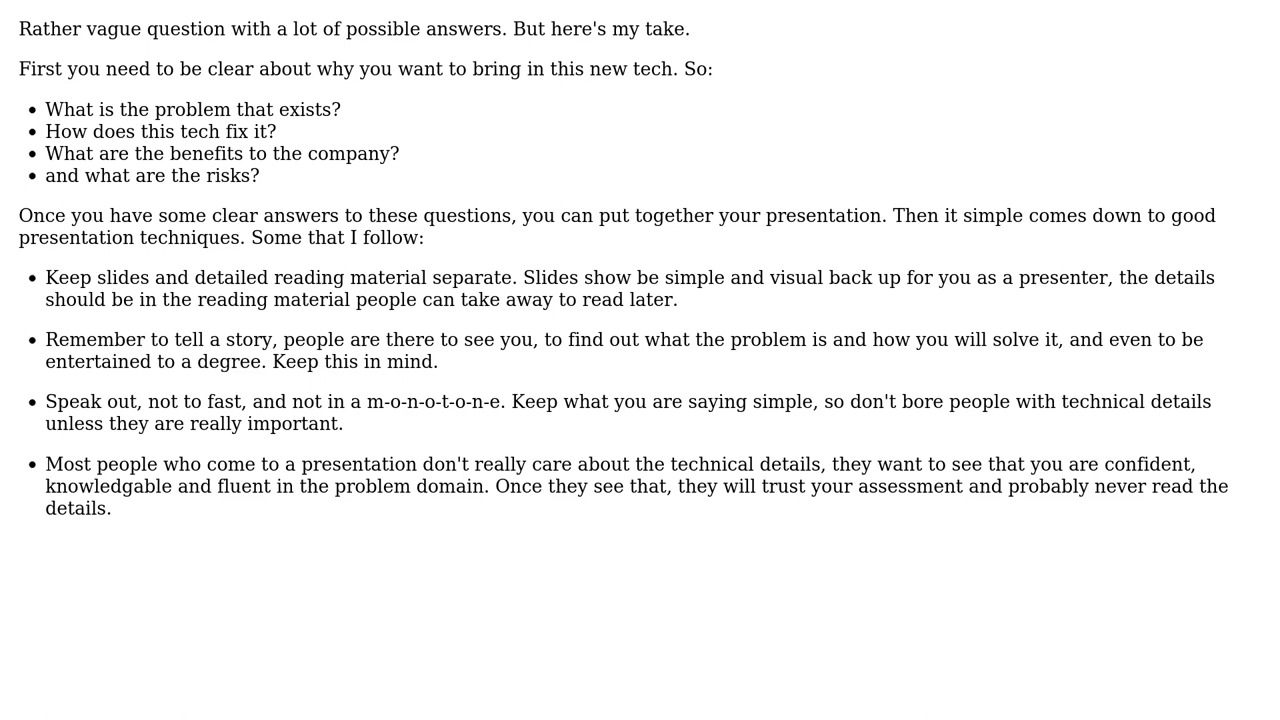 Rather vague question with a lot of possible answers. But here's my take.
First you need to be clear about why you want to bring in this new tech. So:
• What is the problem that exists?
• How does this tech fix it?
• What are the benefits to the company?
• and what are the risks?
Once you have some clear answers to these questions, you can put together your presentation. Then it simple comes down to good
presentation techniques. Some that I follow:
• Keep slides and detailed reading material separate. Slides show be simple and visual back up for you as a presenter, the details
should be in the reading material people can take away to read later.
• Remember to tell a story, people are there to see you, to find out what the problem is and how you will solve it, and even to be
entertained to a degree. Keep this in mind.
• Speak out, not to fast, and not in a m-o-n-o-t-o-n-e. Keep what you are saying simple, so don't bore people with technical details
unless they are really important.
• Most people who come to a presentation don't really care about the technical details, they want to see that you are confident,
knowledgable and fluent in the problem domain. Once they see that, they will trust your assessment and probably never read the
details.